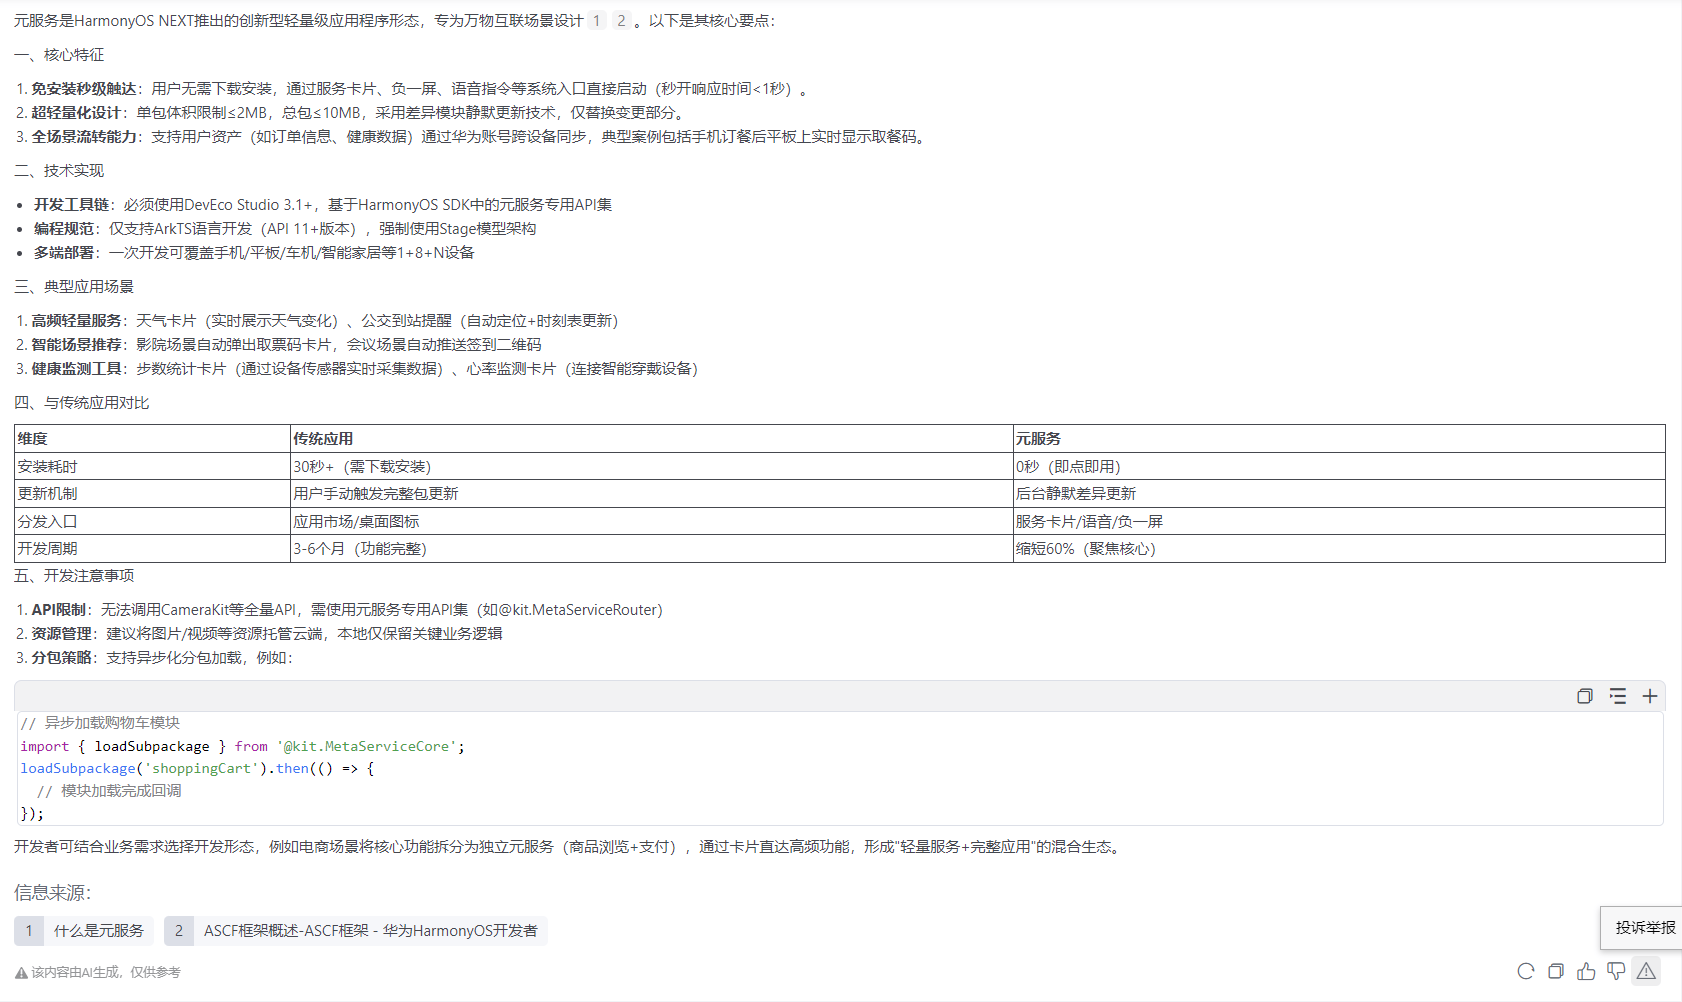 元服务是HarmonyOS NEXT推出的创新型轻量级应用程序形态，专为万物互联场景设计 1 2 。以下是其核心要点：
一、核心特征
1. 免安装秒级触达：用户无需下载安装，通过服务卡片、负一屏、语音指令等系统入口直接启动（秒开响应时间<1秒）。
2. 超轻量化设计：单包体积限制≤2MB，总包≤10MB，采用差异模块静默更新技术，仅替换变更部分。
3. 全场景流转能力：支持用户资产（如订单信息、健康数据）通过华为账号跨设备同步，典型案例包括手机订餐后平板上实时显示取餐码。
二、技术实现
• 开发工具链：必须使用DevEco Studio 3.1+，基于HarmonyOS SDK中的元服务专用API集
• 编程规范：仅支持ArkTS语言开发（API 11+版本），强制使用Stage模型架构
• 多端部署：一次开发可覆盖手机/平板/车机/智能家居等1+8+N设备
三、典型应用场景
1. 高频轻量服务：天气卡片（实时展示天气变化）、公交到站提醒（自动定位+时刻表更新）
2. 智能场景推荐：影院场景自动弹出取票码卡片，会议场景自动推送签到二维码
3. 健康监测工具：步数统计卡片（通过设备传感器实时采集数据）、心率监测卡片（连接智能穿戴设备）
四、与传统应用对比
维度 传统应用 元服务
安装耗时 30秒+（需下载安装） 0秒（即点即用）
更新机制 用户手动触发完整包更新 后台静默差异更新
分发入口 应用市场/桌面图标 服务卡片/语音/负一屏
开发周期 3-6个月（功能完整） 缩短60%（聚焦核心）
五、开发注意事项
1. API限制：无法调用CameraKit等全量API，需使用元服务专用API集（如@kit.MetaServiceRouter）
2. 资源管理：建议将图片/视频等资源托管云端，本地仅保留关键业务逻辑
3. 分包策略：支持异步化分包加载，例如：
// 异步加载购物车模块
import { loadSubpackage } from '@kit.MetaServiceCore';
loadSubpackage('shoppingCart').then(() => {
  // 模块加载完成回调
});
开发者可结合业务需求选择开发形态，例如电商场景将核心功能拆分为独立元服务（商品浏览+支付），通过卡片直达高频功能，形成"轻量服务+完整应用"的混合生态。
信息来源：
1 什么是元服务 2 ASCF框架概述-ASCF框架 - 华为HarmonyOS开发者
投诉举报
该内容由AI生成，仅供参考